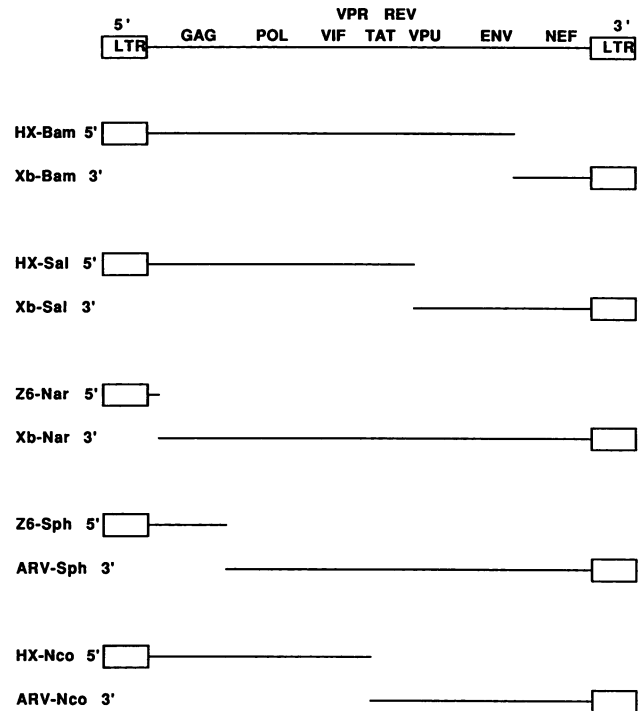 VPR REV
5' 3'
LTR GAG POL VIF TAT VPU ENV NEF LTR
HX-Bam 5'
Xb-Bam 3'
HX-Sal 5'
Xb-Sal 3'
Z6-Nar 5'
Xb-Nar 3'
Z6-Sph 5'
ARV-Sph 3'
HX-Nco 5'
ARV-Nco 3'